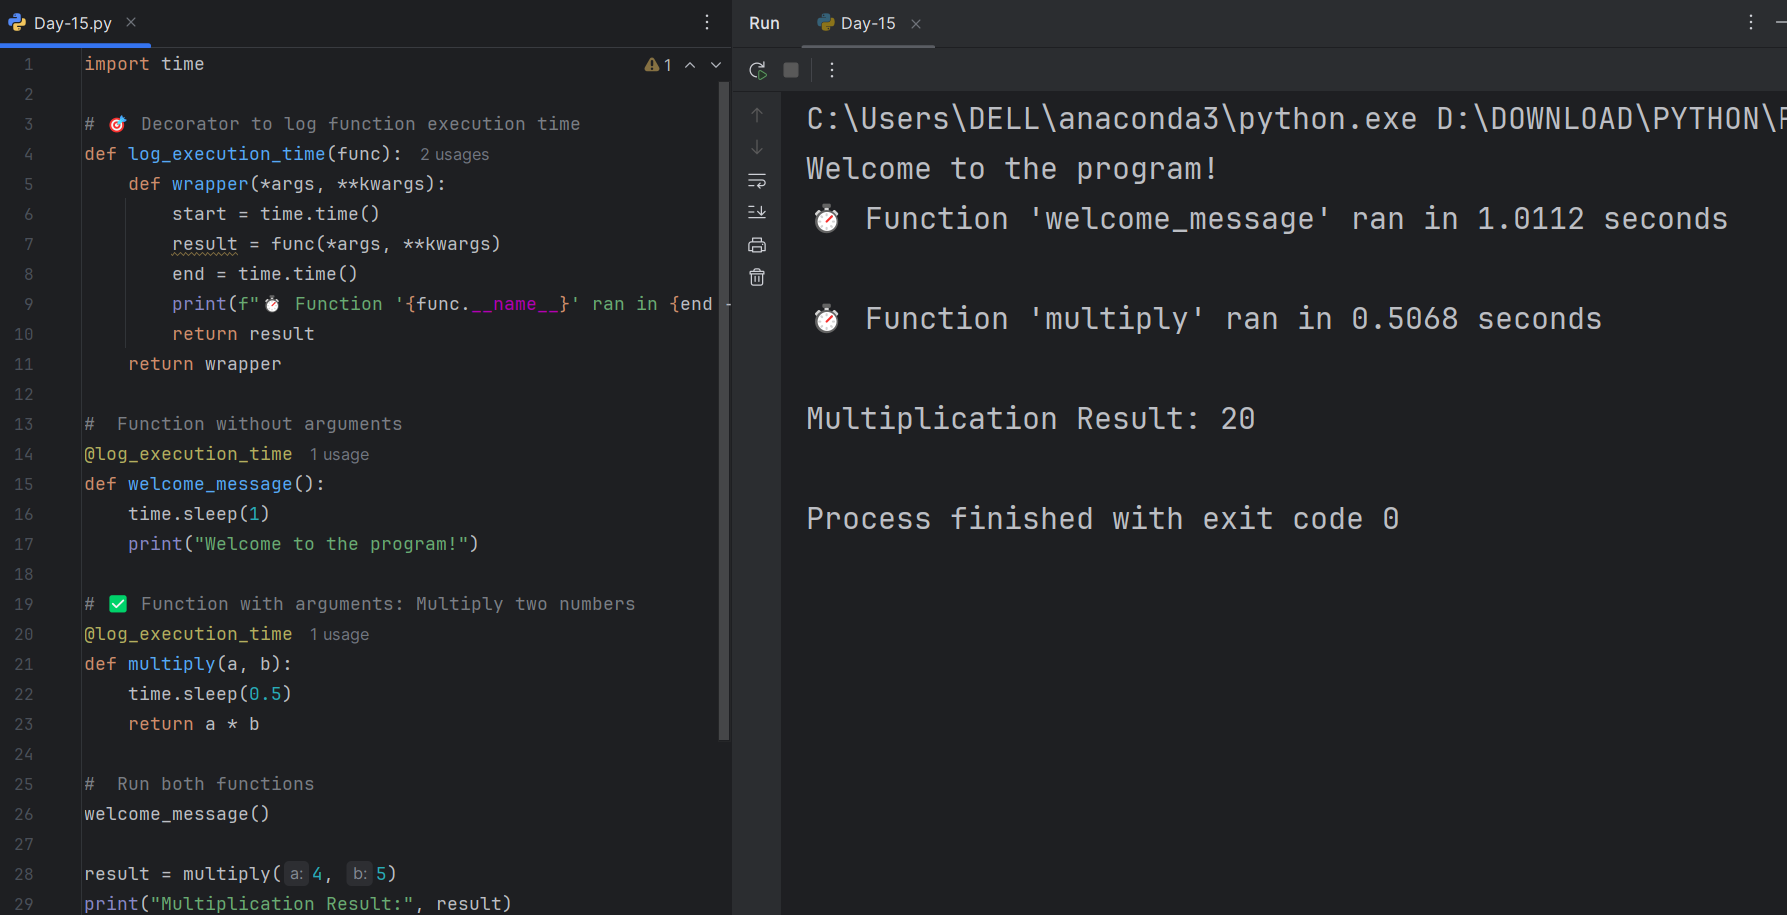 Day-15.py
1 import time
2
3 # 🎯 Decorator to log function execution time
4 def log_execution_time(func): 2 usages
5 def wrapper(*args, **kwargs):
6 start = time.time()
7 result = func(*args, **kwargs)
8 end = time.time()
9 print(f"⏱ Function '{func.__name__}' ran in {end -
10 return result
11 return wrapper
12
13 # Function without arguments
14 @log_execution_time 1 usage
15 def welcome_message():
16 time.sleep(1)
17 print("Welcome to the program!")
18
19 # ✅ Function with arguments: Multiply two numbers
20 @log_execution_time 1 usage
21 def multiply(a, b):
22 time.sleep(0.5)
23 return a * b
24
25 # Run both functions
26 welcome_message()
27
28 result = multiply(a: 4, b: 5)
29 print("Multiplication Result:", result)
1
Run Day-15
C:\Users\DELL\anaconda3\python.exe D:\DOWNLOAD\PYTHON\
Welcome to the program!
⏱ Function 'welcome_message' ran in 1.0112 seconds
⏱ Function 'multiply' ran in 0.5068 seconds
Multiplication Result: 20
Process finished with exit code 0